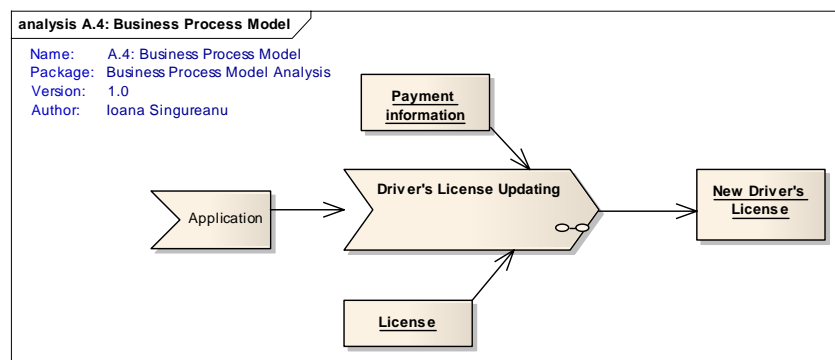 analysis A.4: Business Process Model
Name: A.4: Business Process Model
Package: Business Process Model Analysis
Version: 1.0
Author: Ioana Singureanu
Payment
information
Driver's License Updating
Application
New Driver's
License
License